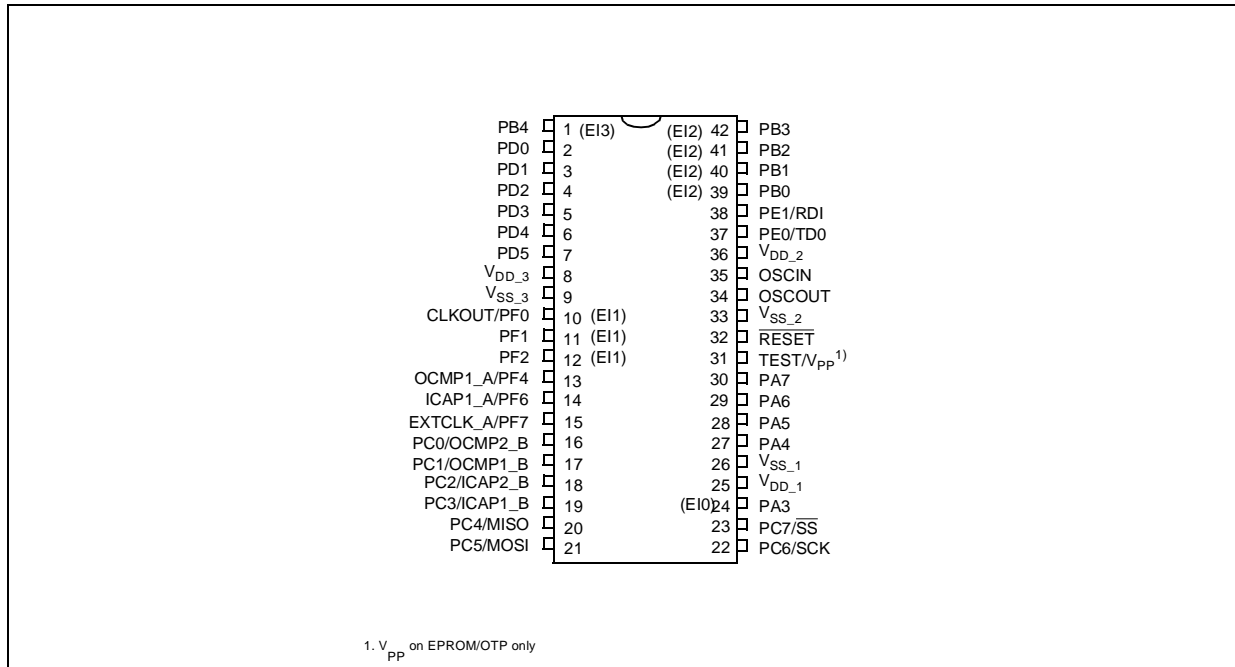 PB4 1 (EI3) (EI2) 42 PB3
PD0 2 (EI2) 41 PB2
PD1 3 (EI2) 40 PB1
PD2 4 (EI2) 39 PB0
PD3 5 38 PE1/RDI
PD4 6 37 PE0/TD0
PD5 7 36 VDD_2
VDD_3 8 35 OSCIN
VSS_3 9 34 OSCOUT
CLKOUT/PF0 10 (EI1) 33 VSS_2
PF1 11 (EI1) 32 RESET
PF2 12 (EI1) 31 TEST/VPP1)
OCMP1_A/PF4 13 30 PA7
ICAP1_A/PF6 14 29 PA6
EXTCLK_A/PF7 15 28 PA5
PC0/OCMP2_B 16 27 PA4
PC1/OCMP1_B 17 26 VSS_1
PC2/ICAP2_B 18 25 VDD_1
PC3/ICAP1_B 19 (EI0) 24 PA3
PC4/MISO 20 23 PC7/SS
PC5/MOSI 21 22 PC6/SCK
1. VPP on EPROM/OTP only